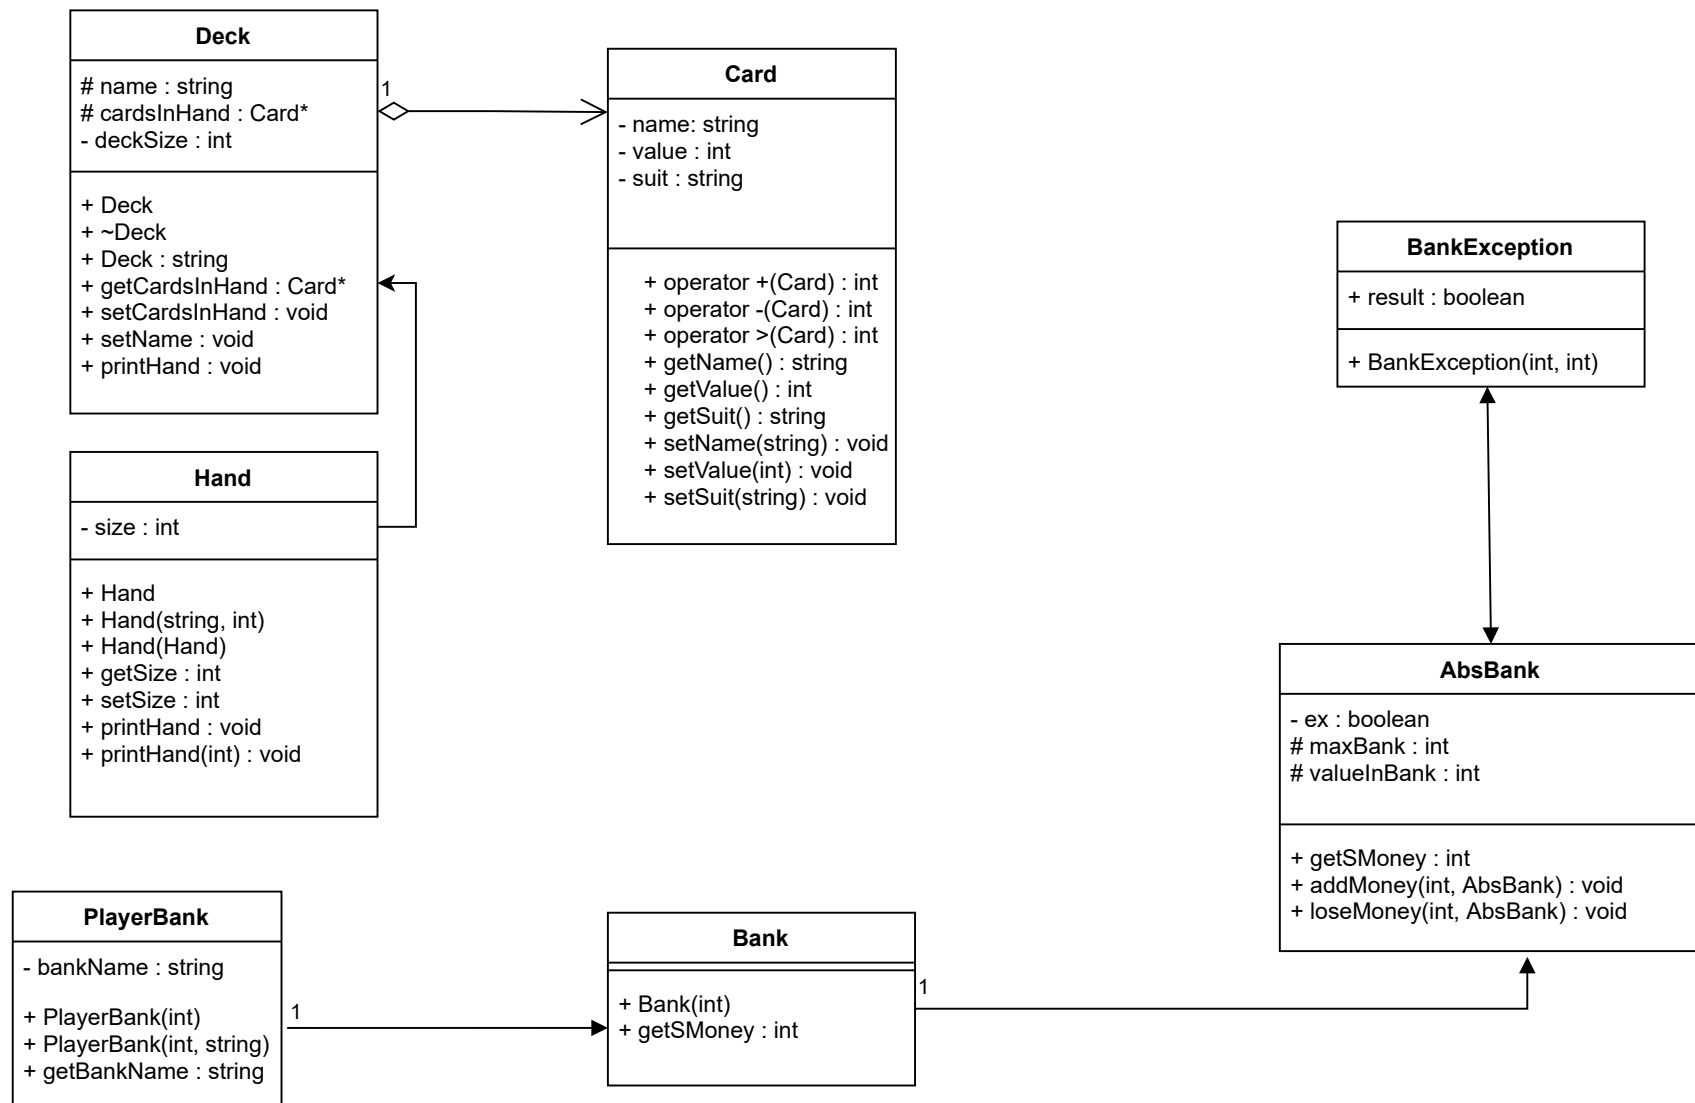 Deck
# name : string
# cardsInHand : Card*
- deckSize : int
+ Deck
+ ~Deck
+ Deck : string
+ getCardsInHand : Card*
+ setCardsInHand : void
+ setName : void
+ printHand : void
1
Card
- name: string
- value : int
- suit : string
+ operator +(Card) : int
+ operator -(Card) : int
+ operator >(Card) : int
+ getName() : string
+ getValue() : int
+ getSuit() : string
+ setName(string) : void
+ setValue(int) : void
+ setSuit(string) : void
BankException
+ result : boolean
+ BankException(int, int)
Hand
- size : int
+ Hand
+ Hand(string, int)
+ Hand(Hand)
+ getSize : int
+ setSize : int
+ printHand : void
+ printHand(int) : void
AbsBank
- ex : boolean
# maxBank : int
# valueInBank : int
+ getSMoney : int
+ addMoney(int, AbsBank) : void
+ loseMoney(int, AbsBank) : void
PlayerBank
- bankName : string
+ PlayerBank(int)
+ PlayerBank(int, string)
+ getBankName : string
1
Bank
+ Bank(int)
+ getSMoney : int
1